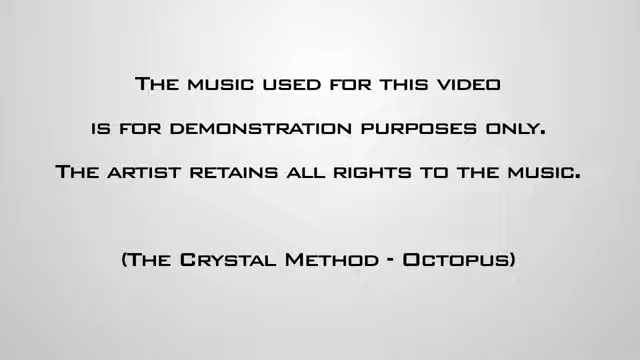 The music used for this video
is for demonstration purposes only.
The artist retains all rights to the music.
(The Crystal Method - Octopus)